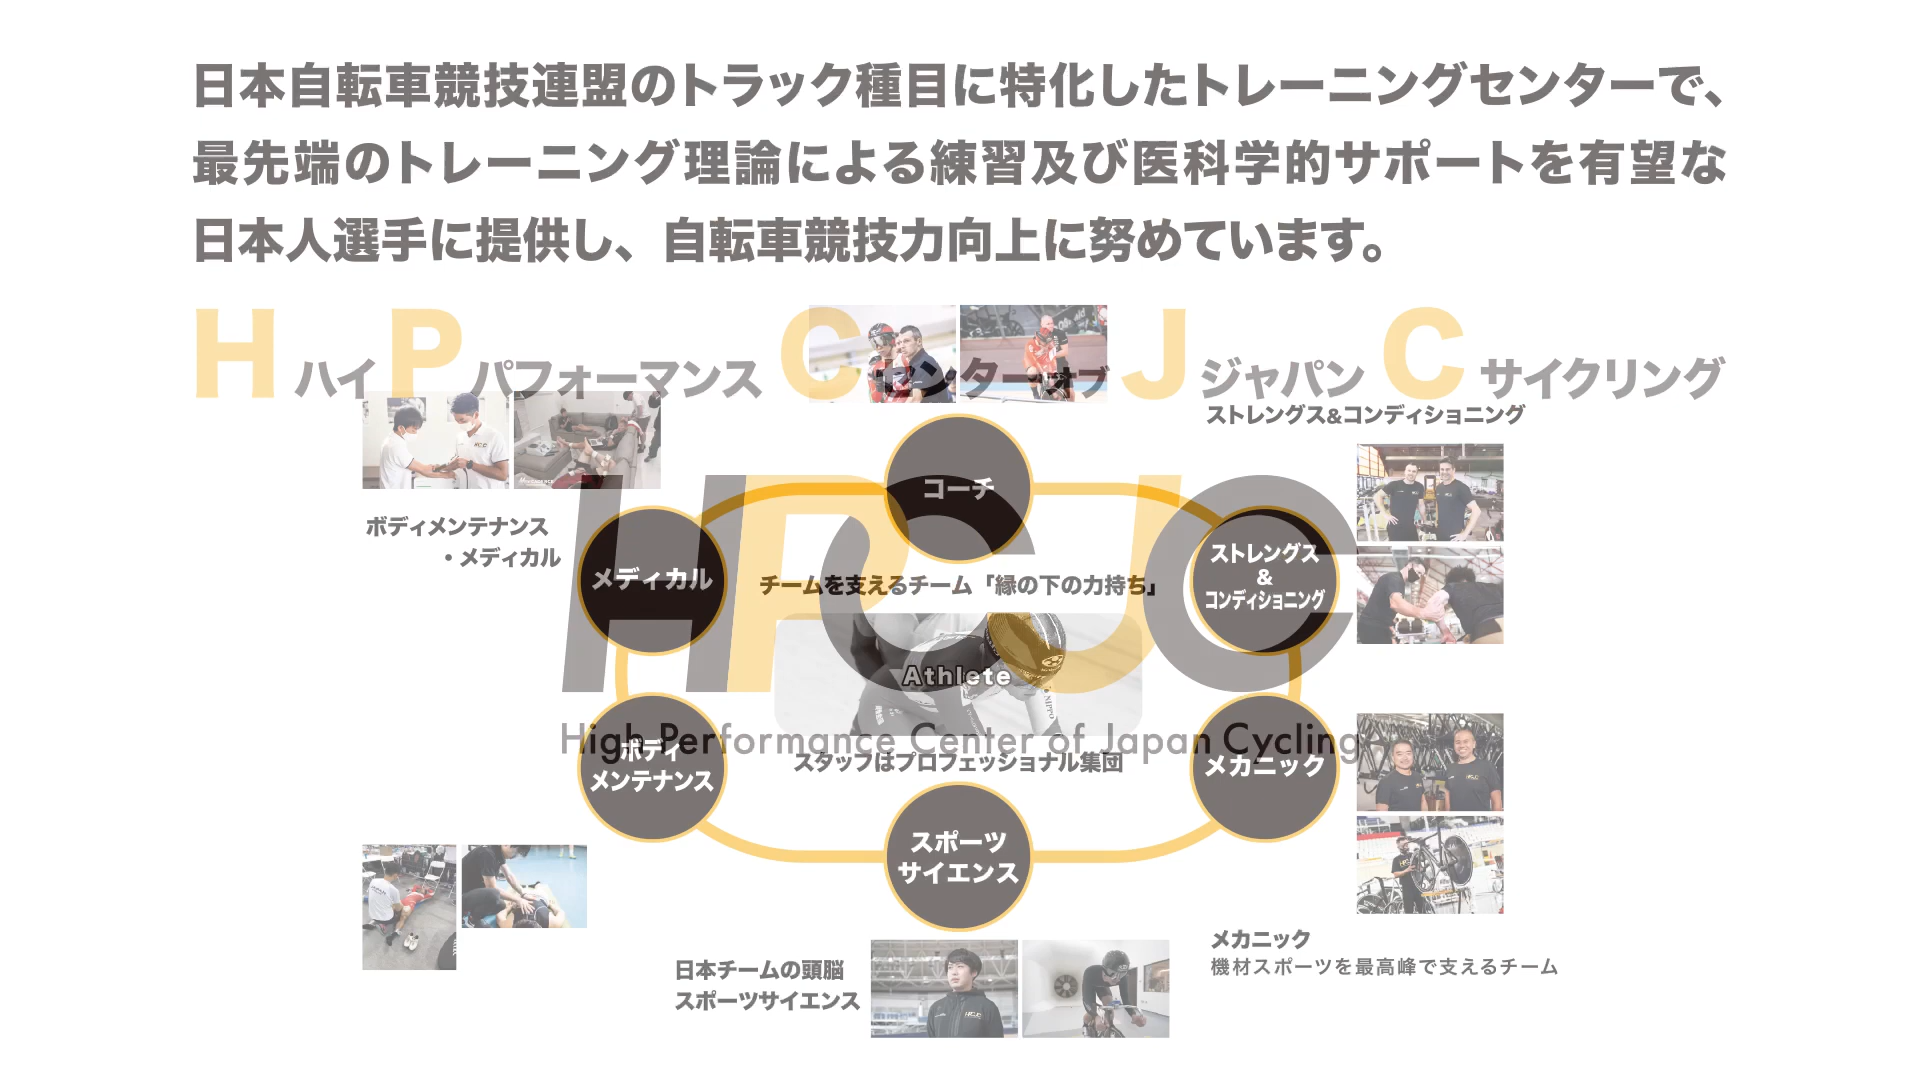 日本自転車競技連盟のトラック種目に特化したトレーニングセンターで、
最先端のトレーニング理論による練習及び医科学的サポートを有望な
日本人選手に提供し、自転車競技力向上に努めています。
H ハイ P パフォーマンス C センターオブ J ジャパン C サイクリング
ストレングス&コンディショニング
コーチ
HPCJC
ボディメンテナンス
・メディカル
メディカル
ストレングス
&
コンディショニング
チームを支えるチーム「縁の下の力持ち」
Athlete
High Performance Center of Japan Cycling
スタッフはプロフェッショナル集団
ボディ
メンテナンス
メカニック
スポーツ
サイエンス
メカニック
機材スポーツを最高峰で支えるチーム
日本チームの頭脳
スポーツサイエンス